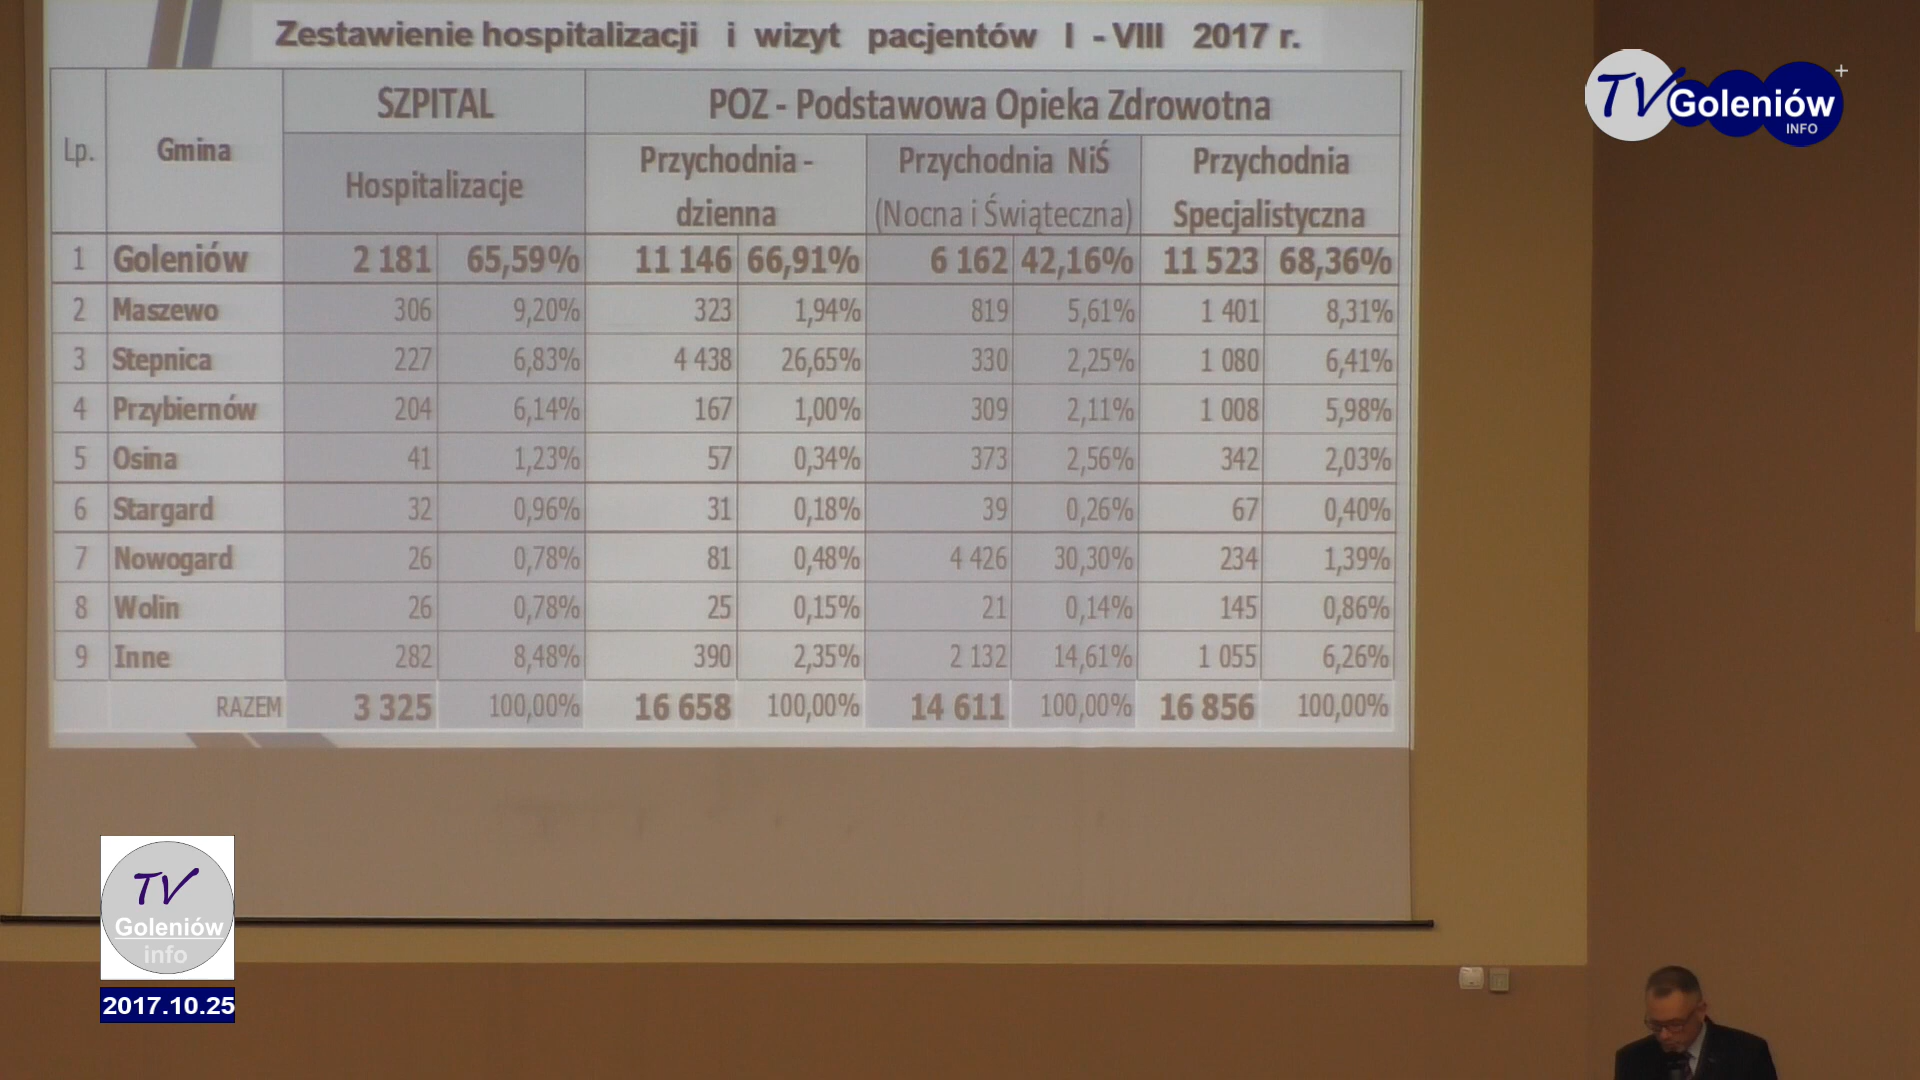 Zestawienie hospitalizacji i wizyt pacjentów I - VIII 2017 r.
Lp. Gmina SZPITAL POZ - Podstawowa Opieka Zdrowotna
Hospitalizacje Przychodnia - dzienna Przychodnia NiŚ (Nocna i Świąteczna) Przychodnia Specjalistyczna
1 Goleniów 2 181 65,59% 11 146 66,91% 6 162 42,16% 11 523 68,36%
2 Maszewo 306 9,20% 323 1,94% 819 5,61% 1 401 8,31%
3 Stepnica 227 6,83% 4 438 26,65% 330 2,25% 1 080 6,41%
4 Przybiernów 204 6,14% 167 1,00% 309 2,11% 1 008 5,98%
5 Osina 41 1,23% 57 0,34% 373 2,56% 342 2,03%
6 Stargard 32 0,96% 31 0,18% 39 0,26% 67 0,40%
7 Nowogard 26 0,78% 81 0,48% 4 426 30,30% 234 1,39%
8 Wolin 26 0,78% 25 0,15% 21 0,14% 145 0,86%
9 Inne 282 8,48% 390 2,35% 2 132 14,61% 1 055 6,26%
RAZEM 3 325 100,00% 16 658 100,00% 14 611 100,00% 16 856 100,00%
TV Goleniów +
INFO
TV
Goleniów
info
2017.10.25